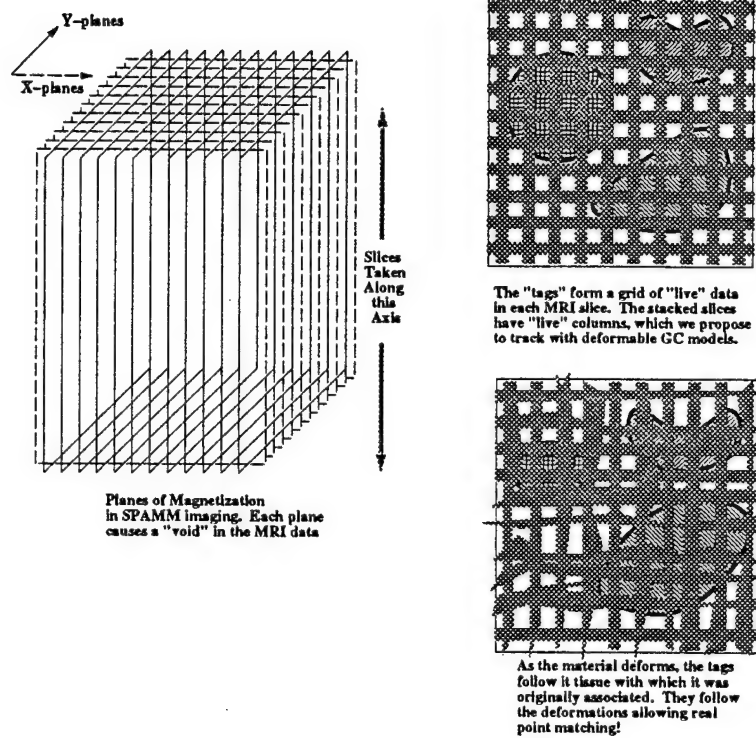 Y-planes
X-planes
Slices
Taken
Along
this
Axis
Planes of Magnetization
in SPAMM imaging. Each plane
causes a "void" in the MRI data
The "tags" form a grid of "live" data
in each MRI slice. The stacked slices
have "live" columns, which we propose
to track with deformable GC models.
As the material deforms, the tags
follow it tissue with which it was
originally associated. They follow
the deformations allowing real
point matching!